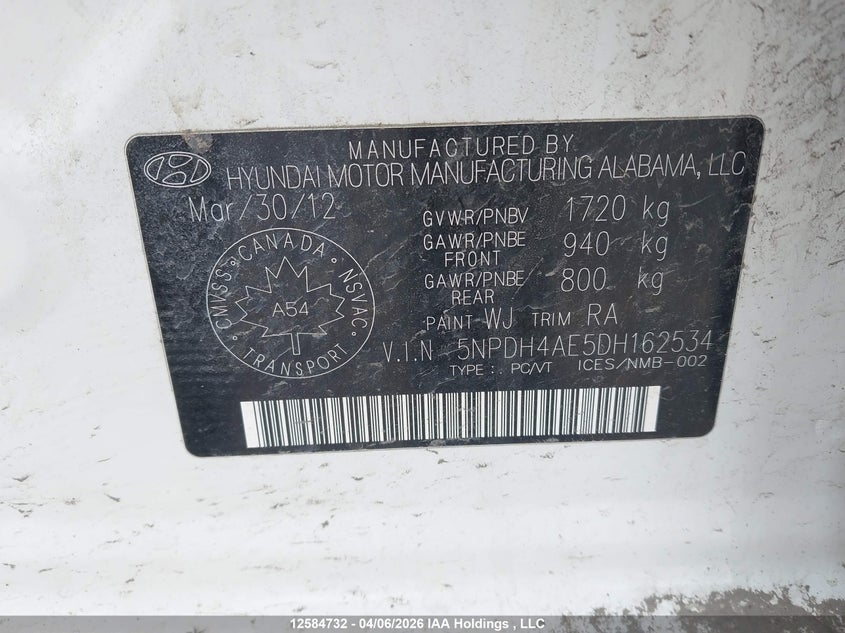 MANUFACTURED BY
HYUNDAI MOTOR MANUFACTURING ALABAMA, LLC
Mar/30/12
GVWR/PNBV 1720 kg
GAWR/PNBE FRONT 940 kg
GAWR/PNBE REAR 800 kg
PAINT WJ TRIM RA
V.I.N 5NPDH4AE5DH162534
TYPE: PC/VT ICES/NMB-002
CANADA
CMVSS NSVAC
A54
TRANSPORT
12584732 - 04/06/2026 IAA Holdings , LLC